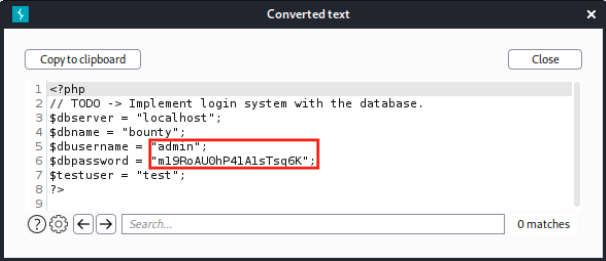 Converted text
Copy to clipboard
Close
1 <?php
2 // TODO -> Implement login system with the database.
3 $dbserver = "localhost";
4 $dbname = "bounty";
5 $dbusername = "admin";
6 $dbpassword = "m19RoAU0hP41A1sTsq6K";
7 $testuser = "test";
8 ?>
9
Search...
0 matches